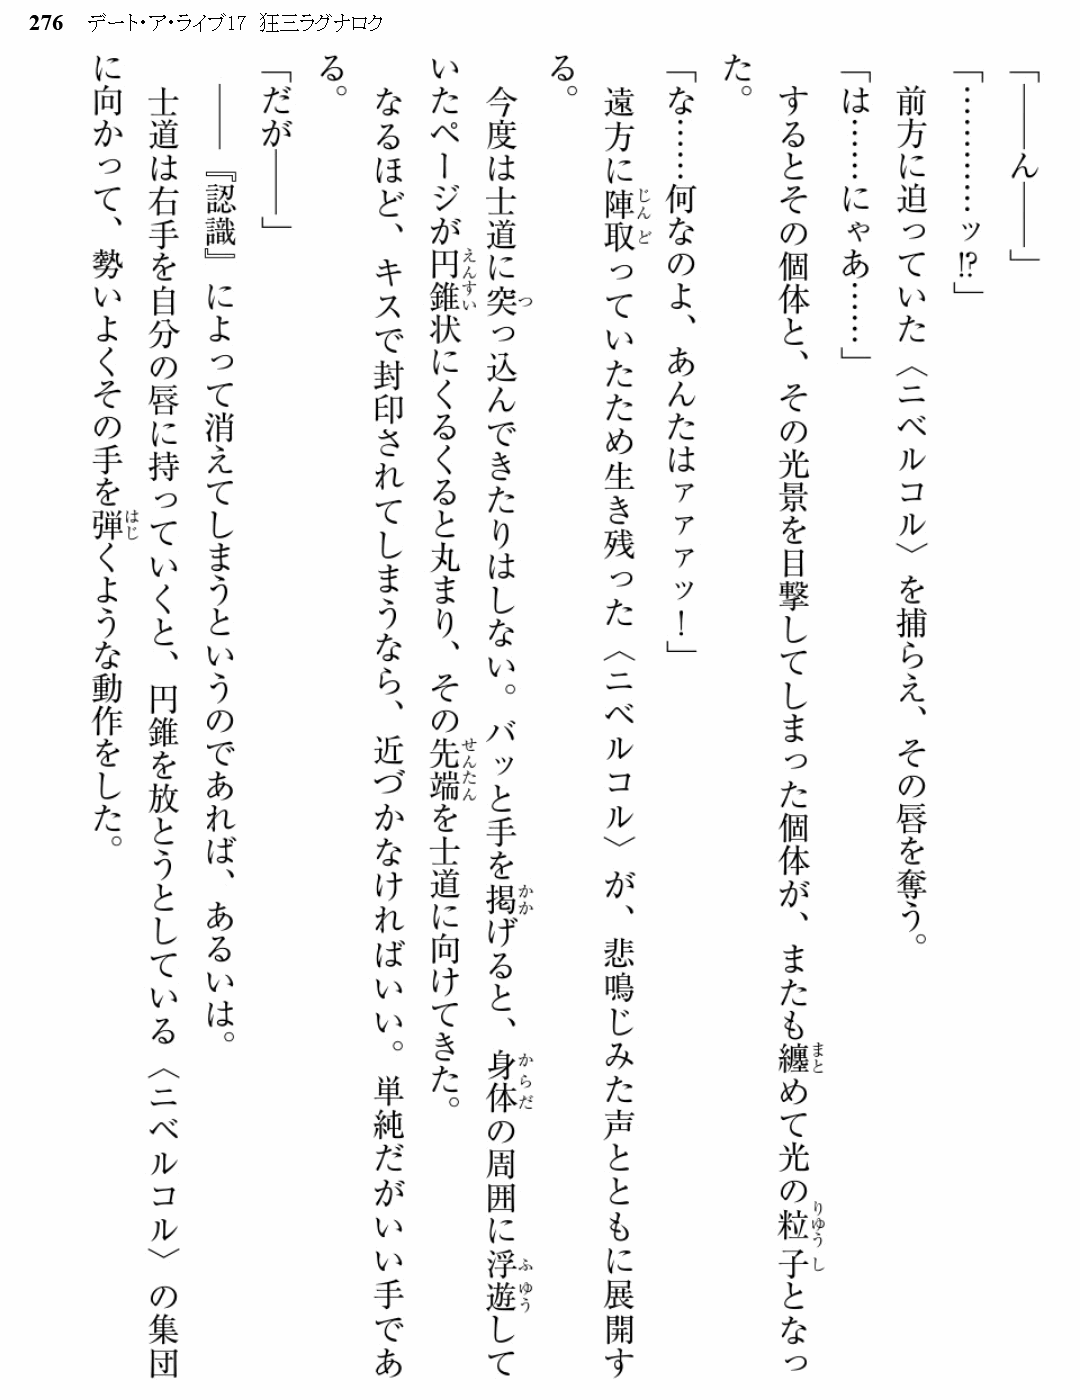 276 デート・ア・ライブ17 狂三ラグナロク
「――ん――」
「…………ッ!?」
前方に迫っていた〈ニベルコル〉を捕らえ、その唇を奪う。
「は……にゃあ……」
するとその個体と、その光景を目撃してしまった個体が、またも纏めて光の粒子となっ
た。
「な……何なのよ、あんたはァァァッ！」
遠方に陣取っていたため生き残った〈ニベルコル〉が、悲鳴じみた声とともに展開す
る。
今度は士道に突っ込んできたりはしない。バッと手を掲げると、身体の周囲に浮遊して
いたページが円錐状にくるくると丸まり、その先端を士道に向けてきた。
なるほど、キスで封印されてしまうなら、近づかなければいい。単純だがいい手であ
る。
「だが――」
――『認識』によって消えてしまうというのであれば、あるいは。
士道は右手を自分の唇に持っていくと、円錐を放とうとしている〈ニベルコル〉の集団
に向かって、勢いよくその手を弾くような動作をした。